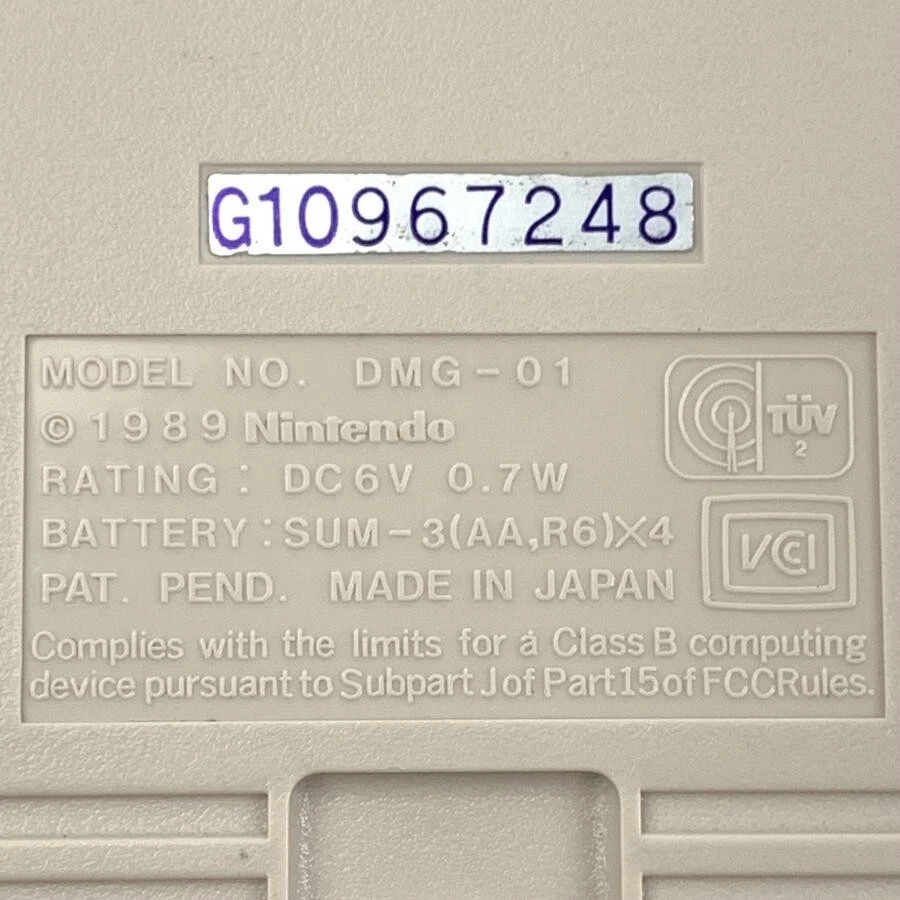 G10967248
MODEL NO. DMG-01
©1989 Nintendo
TÜV
2
RATING: DC6V 0.7W
BATTERY:SUM-3(AA,R6)X4
VCCI
PAT. PEND. MADE IN JAPAN
Complies with the limits for a Class B computing
device pursuant to Subpart J of Part 15 of FCC Rules.